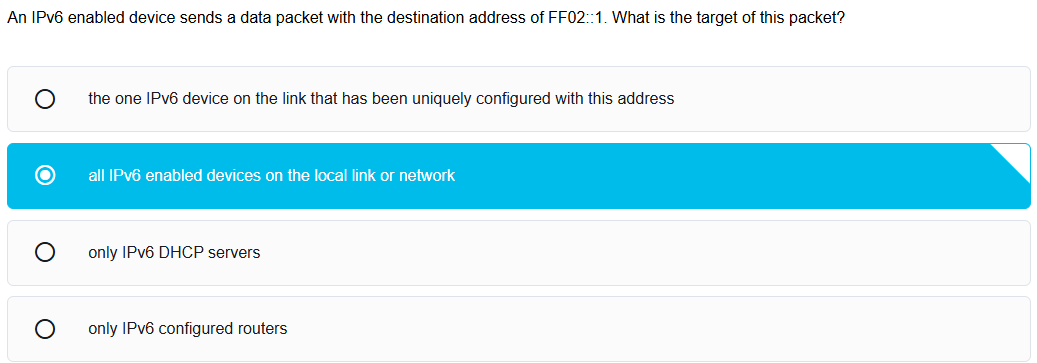 An IPv6 enabled device sends a data packet with the destination address of FF02::1. What is the target of this packet?
the one IPv6 device on the link that has been uniquely configured with this address
all IPv6 enabled devices on the local link or network
only IPv6 DHCP servers
only IPv6 configured routers